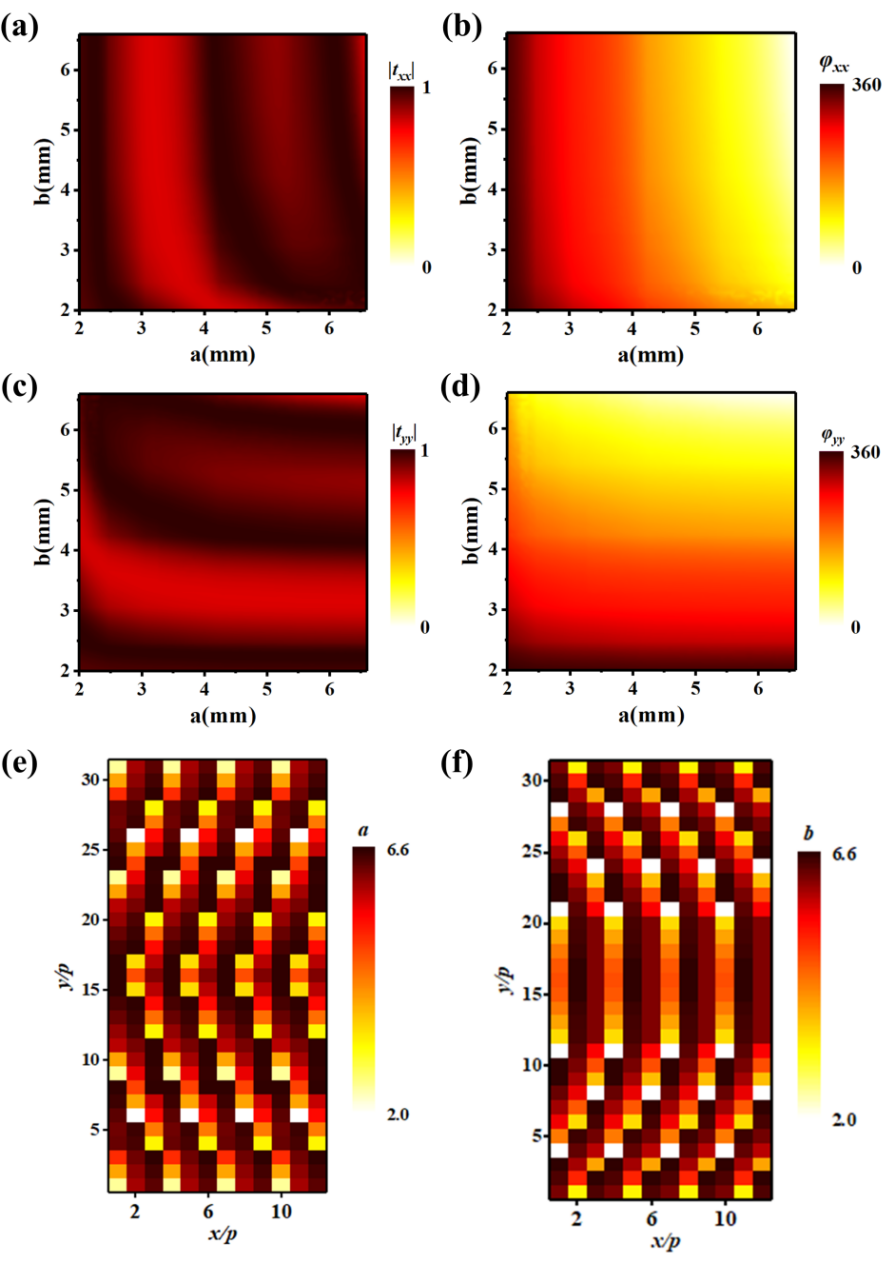 (a)
b(mm)
6
5
4
3
2
2 3 4 5 6
a(mm)
|txx|
1
0
(b)
b(mm)
6
5
4
3
2
2 3 4 5 6
a(mm)
φxx
360
0
(c)
b(mm)
6
5
4
3
2
2 3 4 5 6
a(mm)
|tyy|
1
0
(d)
b(mm)
6
5
4
3
2
2 3 4 5 6
a(mm)
φyy
360
0
(e)
y/p
30
25
20
15
10
5
2 6 10
x/p
a
6.6
2.0
(f)
y/p
30
25
20
15
10
5
2 6 10
x/p
b
6.6
2.0